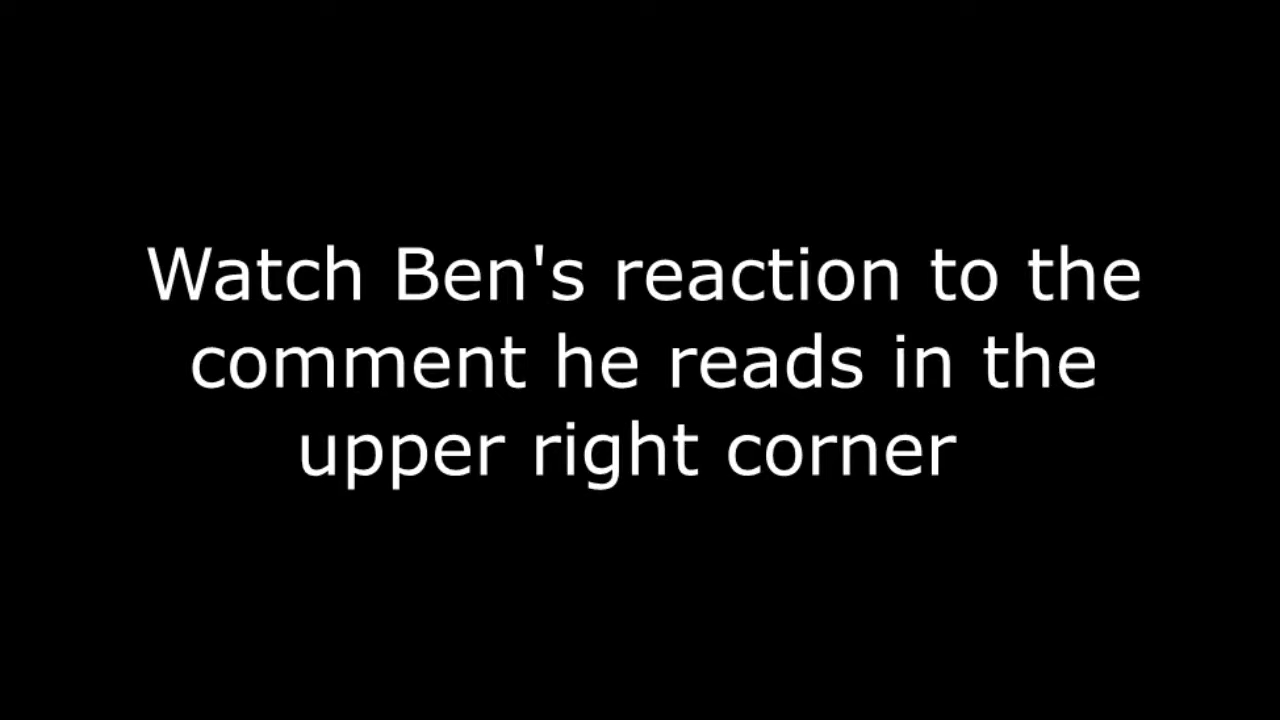 Watch Ben's reaction to the
comment he reads in the
upper right corner